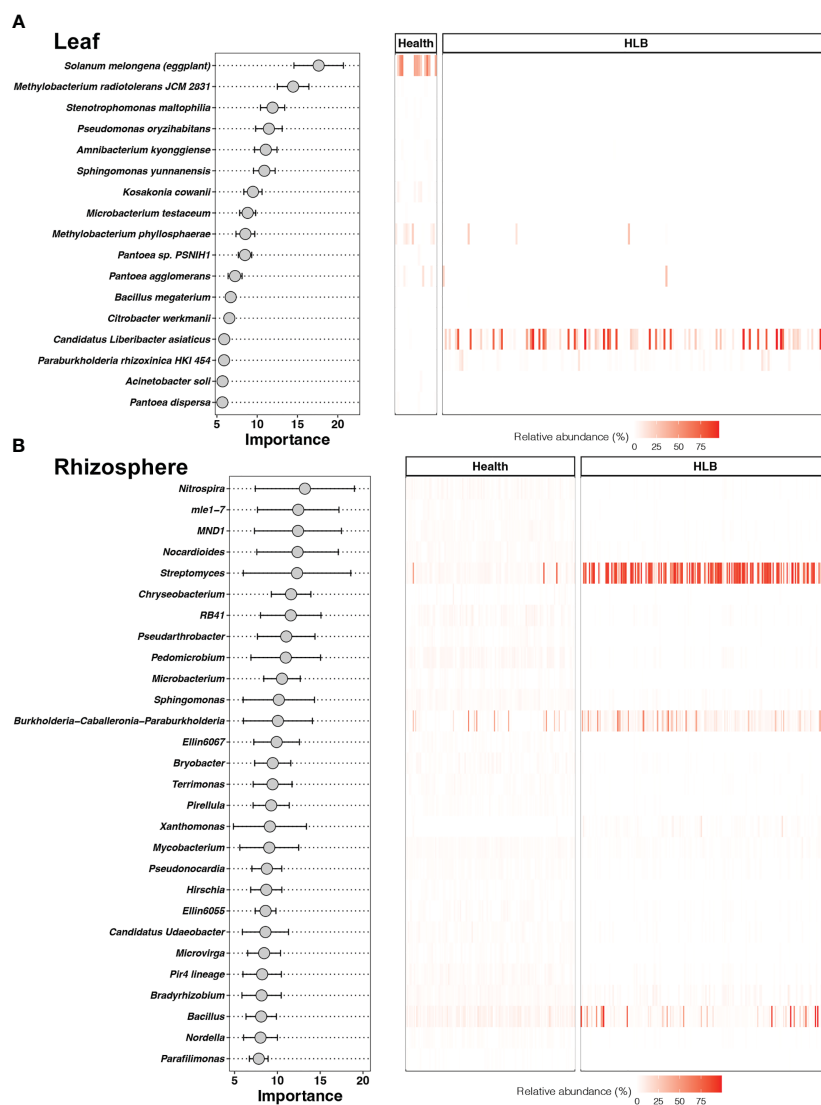 A
Leaf
Health
HLB
Solanum melongena (eggplant)
Methylobacterium radiotolerans JCM 2831
Stenotrophomonas maltophilia
Pseudomonas oryzihabitans
Amnibacterium kyonggiense
Sphingomonas yunnanensis
Kosakonia cowanii
Microbacterium testaceum
Methylobacterium phyllosphaerae
Pantoea sp. PSNIH1
Pantoea agglomerans
Bacillus megaterium
Citrobacter werkmanii
Candidatus Liberibacter asiaticus
Paraburkholderia rhizoxinica HKI 454
Acinetobacter soli
Pantoea dispersa
5 10 15 20
Importance
Relative abundance (%)
0 25 50 75
B
Rhizosphere
Health
HLB
Nitrospira
mle1−7
MND1
Nocardioides
Streptomyces
Chryseobacterium
RB41
Pseudarthrobacter
Pedomicrobium
Microbacterium
Sphingomonas
Burkholderia−Caballeronia−Paraburkholderia
Ellin6067
Bryobacter
Terrimonas
Pirellula
Xanthomonas
Mycobacterium
Pseudonocardia
Hirschia
Ellin6055
Candidatus Udaeobacter
Microvirga
Pir4 lineage
Bradyrhizobium
Bacillus
Nordella
Parafilimonas
5 10 15 20
Importance
Relative abundance (%)
0 25 50 75